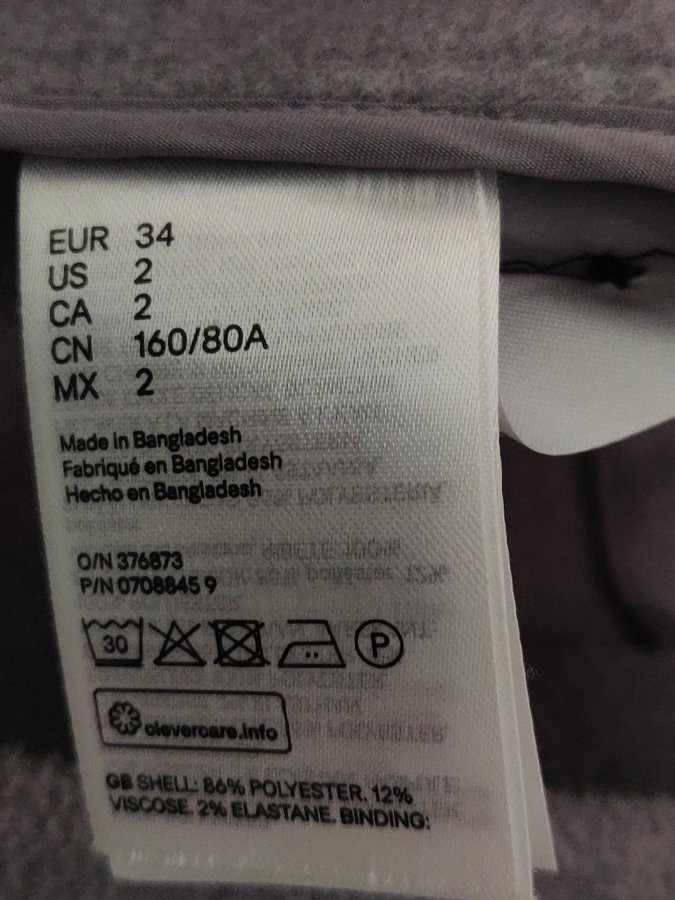 EUR 34
US 2
CA 2
CN 160/80A
MX 2
Made in Bangladesh
Fabriqué en Bangladesh
Hecho en Bangladesh
O/N 376873
P/N 0708845 9
30
P
clevercare.info
GB SHELL: 86% POLYESTER. 12%
VISCOSE. 2% ELASTANE. BINDING: